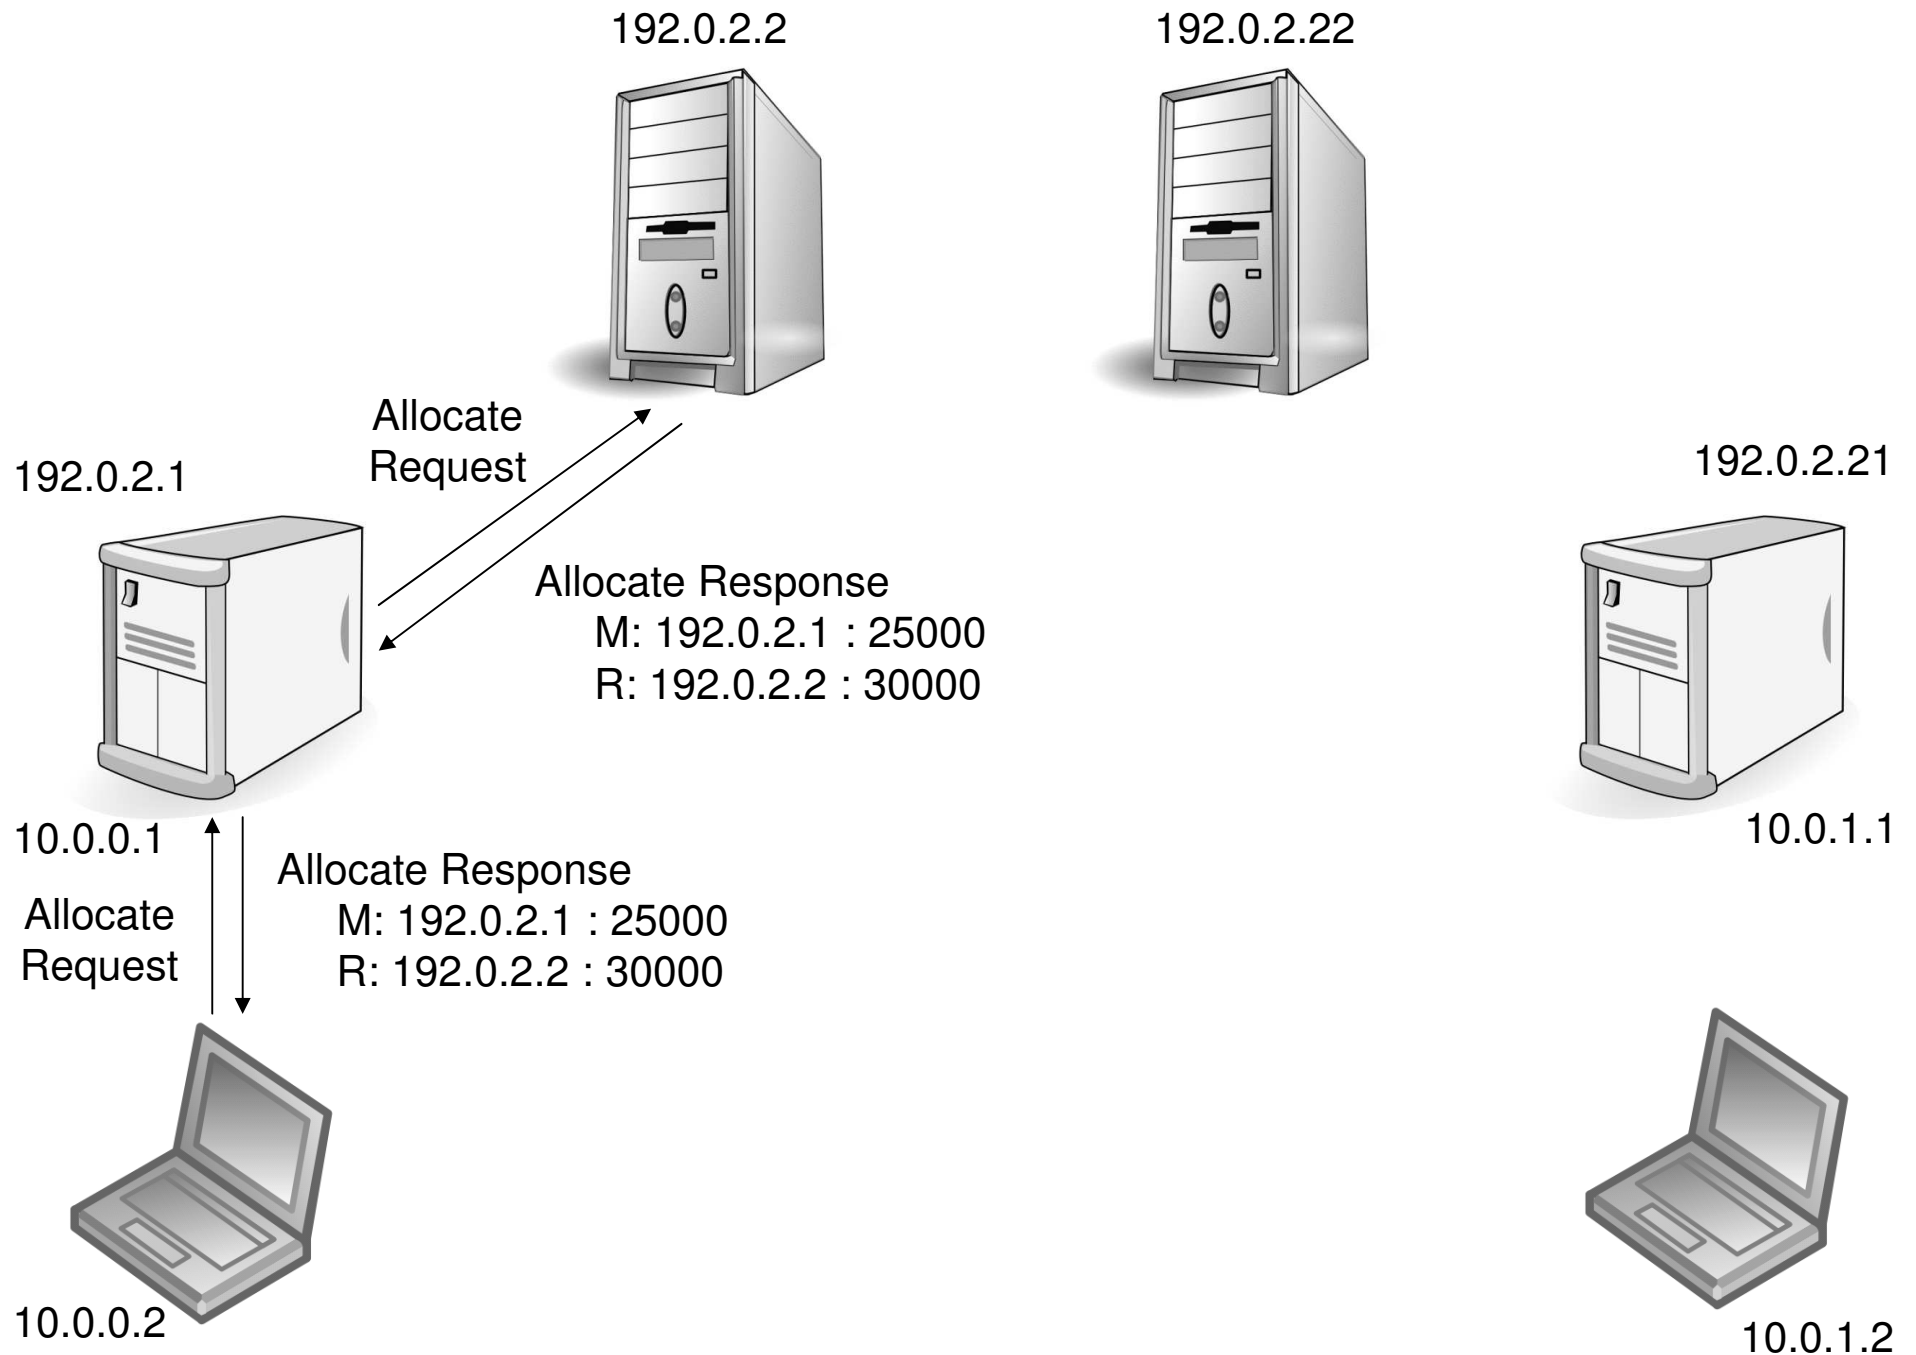 192.0.2.2
192.0.2.22
Allocate
Request
192.0.2.1
192.0.2.21
Allocate Response
M: 192.0.2.1 : 25000
R: 192.0.2.2 : 30000
10.0.0.1
10.0.1.1
Allocate Response
M: 192.0.2.1 : 25000
R: 192.0.2.2 : 30000
Allocate
Request
10.0.0.2
10.0.1.2